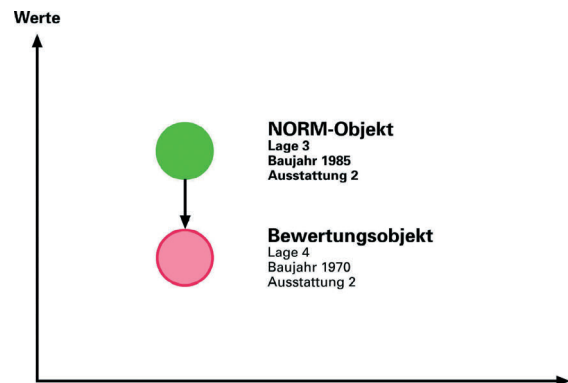 Werte
NORM-Objekt
Lage 3
Baujahr 1985
Ausstattung 2
Bewertungsobjekt
Lage 4
Baujahr 1970
Ausstattung 2